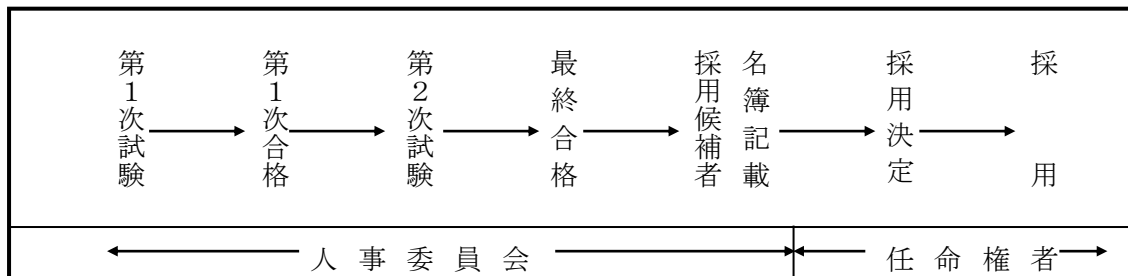 第１次試験
第１次合格
第２次試験
最終合格
採用候補者
名簿記載
採用決定
採用
人事委員会
任命権者